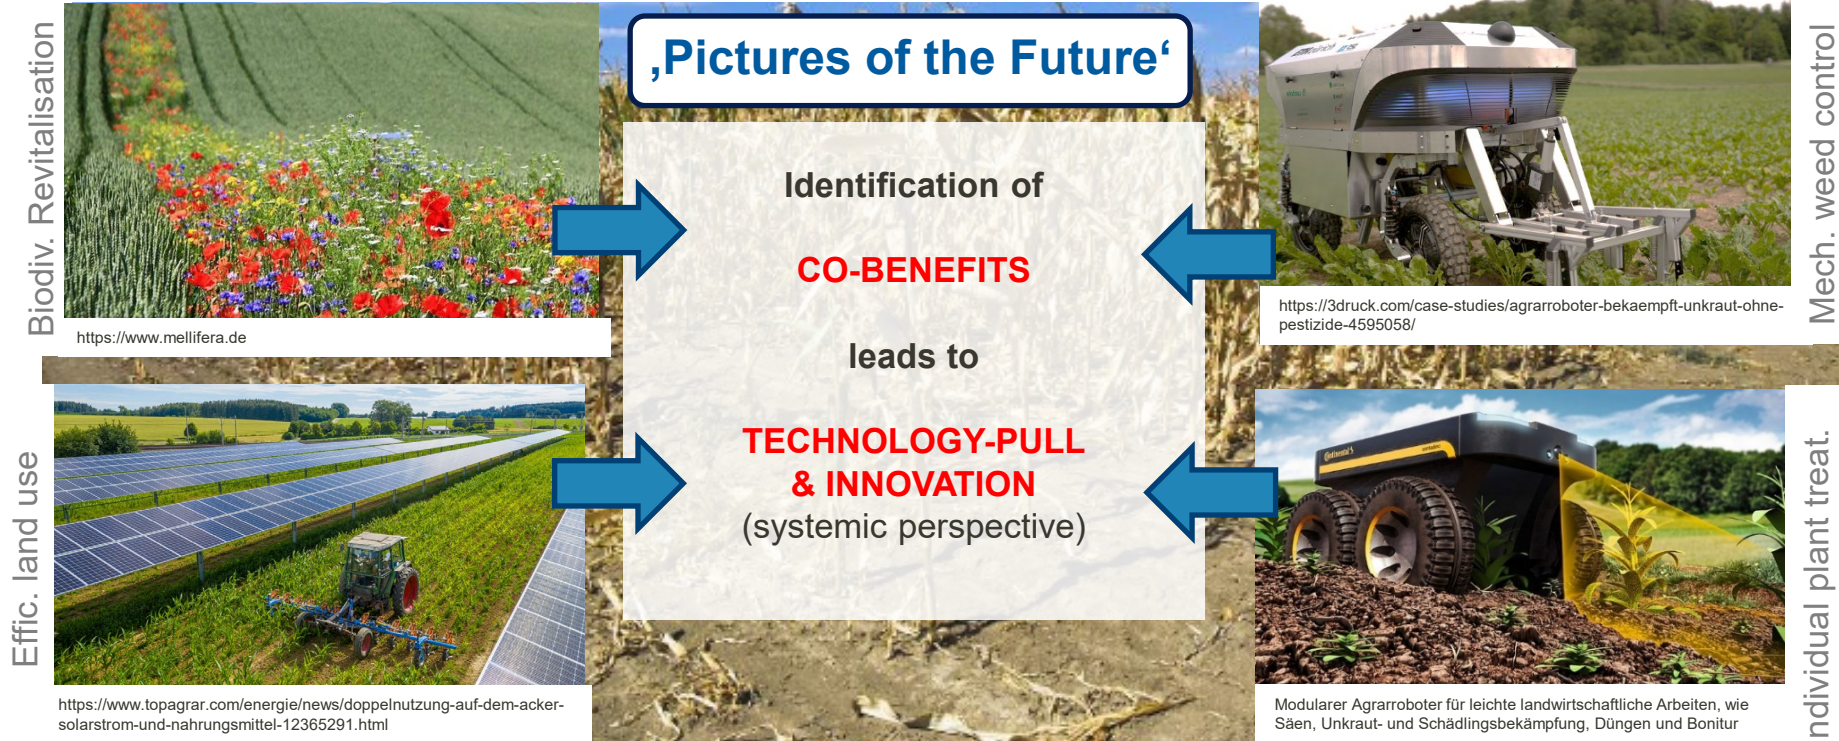 ‚Pictures of the Future‘
Biodiv. Revitalisation
https://www.mellifera.de
Effic. land use
https://www.topagrar.com/energie/news/doppelnutzung-auf-dem-acker-
solarstrom-und-nahrungsmittel-12365291.html
Identification of
CO-BENEFITS
leads to
TECHNOLOGY-PULL
& INNOVATION
(systemic perspective)
Mech. weed control
https://3druck.com/case-studies/agrarroboter-bekaempft-unkraut-ohne-
pestizide-4595058/
ndividual plant treat.
Continental
Modularer Agrarroboter für leichte landwirtschaftliche Arbeiten, wie
Säen, Unkraut- und Schädlingsbekämpfung, Düngen und Bonitur